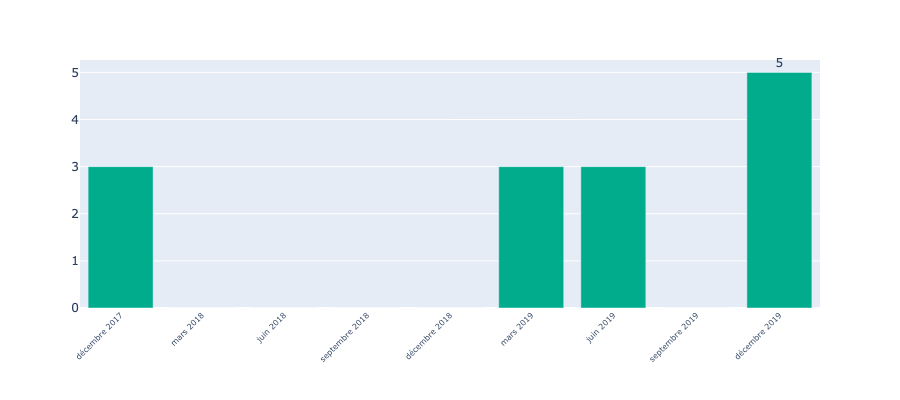 5
5
4
3
2
1
0
décembre 2017
mars 2018
juin 2018
septembre 2018
décembre 2018
mars 2019
juin 2019
septembre 2019
décembre 2019